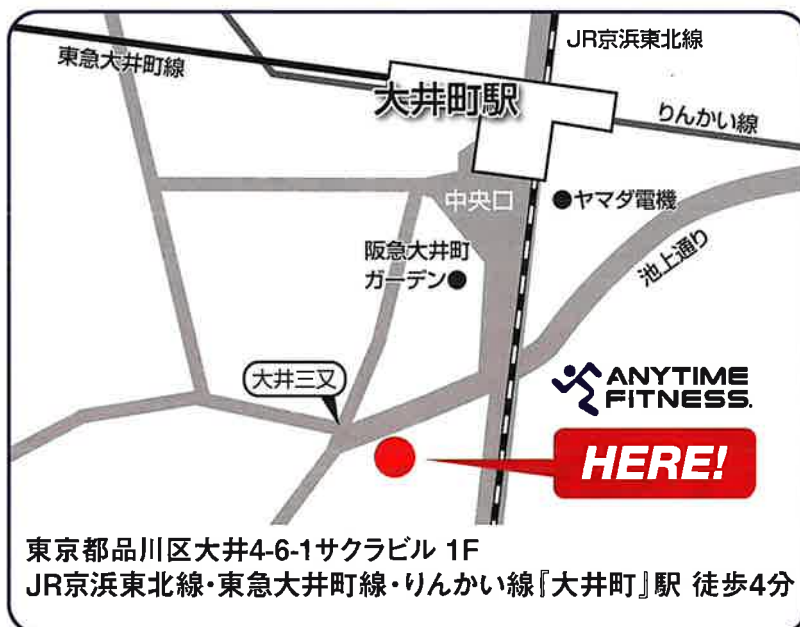 JR京浜東北線
東急大井町線
大井町駅
りんかい線
中央口
●ヤマダ電機
阪急大井町
ガーデン●
池上通り
大井三又
ANYTIME
FITNESS.
HERE!
東京都品川区大井4-6-1サクラビル 1F
JR京浜東北線・東急大井町線・りんかい線『大井町』駅 徒歩4分